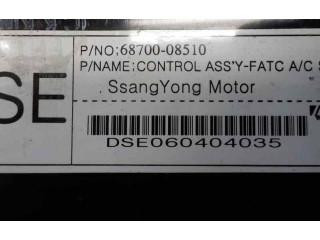 P/NO:68700-08510
P/NAME:CONTROL ASS'Y-FATC A/C
SE
SsangYong Motor
DSE060404035